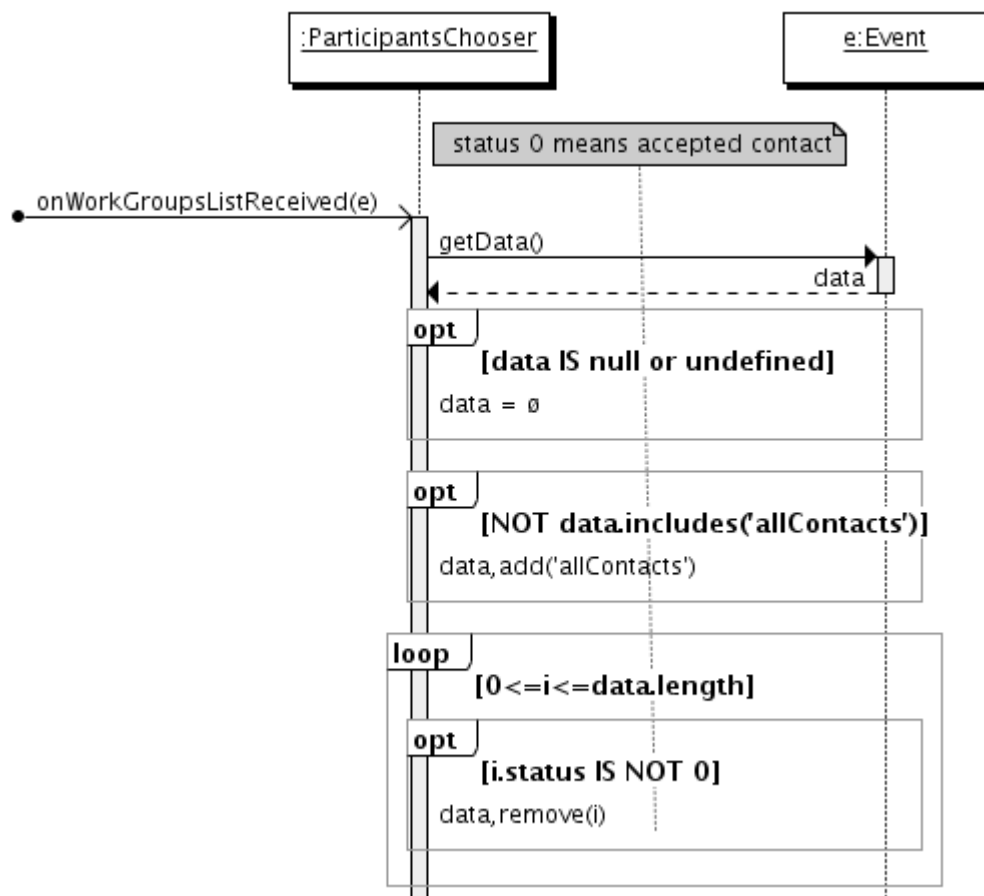 :ParticipantsChooser
e:Event
status 0 means accepted contact
onWorkGroupsListReceived(e)
getData()
data
opt
[data IS null or undefined]
data = ø
opt
[NOT data.includes('allContacts')]
data,add('allContacts')
loop
[0<=i<=data.length]
opt
[i.status IS NOT 0]
data,remove(i)